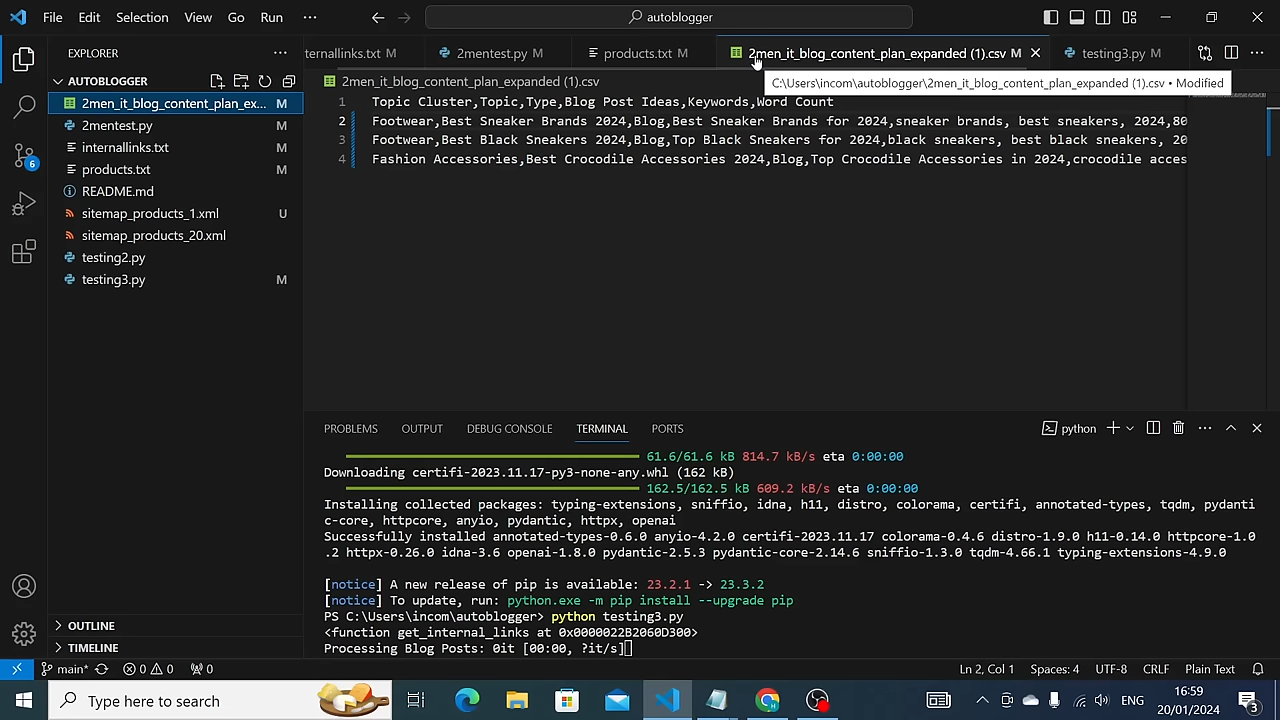 File Edit Selection View Go Run ··· autoblogger
EXPLORER
AUTOBLOGGER
2men_it_blog_content_plan_ex... M
2mentest.py M
internallinks.txt M
products.txt M
README.md
sitemap_products_1.xml U
sitemap_products_20.xml
testing2.py
testing3.py M
OUTLINE
TIMELINE
6
ternallinks.txt M 2mentest.py M products.txt M 2men_it_blog_content_plan_expanded (1).csv M testing3.py M
2men_it_blog_content_plan_expanded (1).csv
C:\Users\incom\autoblogger\2men_it_blog_content_plan_expanded (1).csv • Modified
1 Topic Cluster,Topic,Type,Blog Post Ideas,Keywords,Word Count
2 Footwear,Best Sneaker Brands 2024,Blog,Best Sneaker Brands for 2024,sneaker brands, best sneakers, 2024,80
3 Footwear,Best Black Sneakers 2024,Blog,Top Black Sneakers for 2024,black sneakers, best black sneakers, 20
4 Fashion Accessories,Best Crocodile Accessories 2024,Blog,Top Crocodile Accessories in 2024,crocodile acces
PROBLEMS OUTPUT DEBUG CONSOLE TERMINAL PORTS python
61.6/61.6 kB 814.7 kB/s eta 0:00:00
Downloading certifi-2023.11.17-py3-none-any.whl (162 kB)
162.5/162.5 kB 609.2 kB/s eta 0:00:00
Installing collected packages: typing-extensions, sniffio, idna, h11, distro, colorama, certifi, annotated-types, tqdm, pydanti
c-core, httpcore, anyio, pydantic, httpx, openai
Successfully installed annotated-types-0.6.0 anyio-4.2.0 certifi-2023.11.17 colorama-0.4.6 distro-1.9.0 h11-0.14.0 httpcore-1.0
.2 httpx-0.26.0 idna-3.6 openai-1.8.0 pydantic-2.5.3 pydantic-core-2.14.6 sniffio-1.3.0 tqdm-4.66.1 typing-extensions-4.9.0
[notice] A new release of pip is available: 23.2.1 -> 23.3.2
[notice] To update, run: python.exe -m pip install --upgrade pip
PS C:\Users\incom\autoblogger> python testing3.py
<function get_internal_links at 0x0000022B2060D300>
Processing Blog Posts: 0it [00:00, ?it/s]
main* 0 0 0 Ln 2, Col 1 Spaces: 4 UTF-8 CRLF Plain Text
Type here to search ENG 16:59
20/01/2024 3